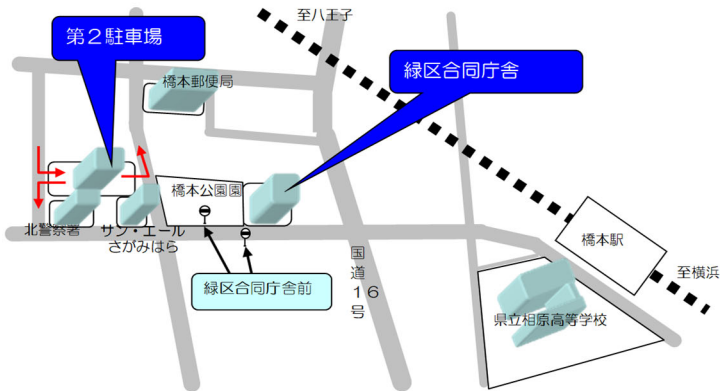 至八王子
第２駐車場
緑区合同庁舎
橋本郵便局
橋本公園園
北警察署
サン・エール
さがみはら
橋本駅
国
道
１６
号
至横浜
緑区合同庁舎前
県立相原高等学校